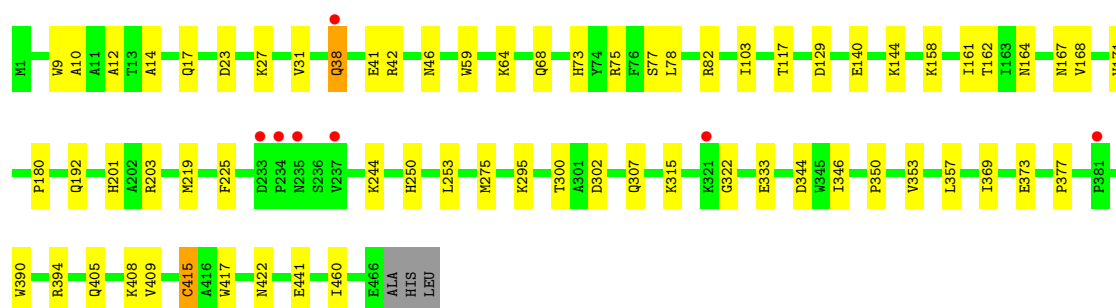 M1 W9 A10 A11 A12 T13 A14 Q17 D23 K27 V31 Q38 E41 R42 N46 W59 K64 Q68 H73 Y74 R75 F76 S77 L78 R82 I103 T117 D129 E140 K144 K158 I161 T162 I163 N164 N167 V168
P180 Q192 H201 A202 R203 M219 F225 D233 P234 N235 S236 V237 K244 H250 L253 M275 K295 T300 A301 D302 Q307 K315 K321 G322 E333 D344 W345 I346 P350 V353 L357 I369 E373 P377 P381
W390 R394 Q405 K408 V409 C415 A416 W417 N422 E441 I460 E466 ALA HIS LEU